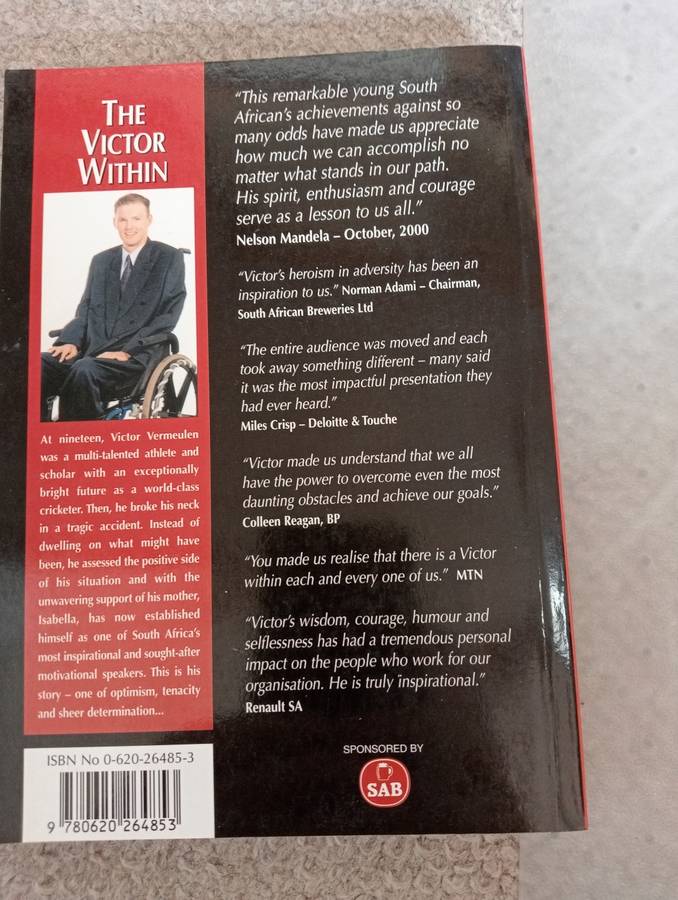 THE
VICTOR
WITHIN
At nineteen, Victor Vermeulen
was a multi-talented athlete and
scholar with an exceptionally
bright future as a world-class
cricketer. Then, he broke his neck
in a tragic accident. Instead of
dwelling on what might have
been, he assessed the positive side
of his situation and with the
unwavering support of his mother,
Isabella, has now established
himself as one of South Africa's
most inspirational and sought-after
motivational speakers. This is his
story – one of optimism, tenacity
and sheer determination...
ISBN No 0-620-26485-3
9 780620 264853
“This remarkable young South
African's achievements against so
many odds have made us appreciate
how much we can accomplish no
matter what stands in our path.
His spirit, enthusiasm and courage
serve as a lesson to us all.”
Nelson Mandela – October, 2000
“Victor's heroism in adversity has been an
inspiration to us.” Norman Adami – Chairman,
South African Breweries Ltd
“The entire audience was moved and each
took away something different – many said
it was the most impactful presentation they
had ever heard.”
Miles Crisp – Deloitte & Touche
“Victor made us understand that we all
have the power to overcome even the most
daunting obstacles and achieve our goals.”
Colleen Reagan, BP
“You made us realise that there is a Victor
within each and every one of us.” MTN
“Victor's wisdom, courage, humour and
selflessness has had a tremendous personal
impact on the people who work for our
organisation. He is truly inspirational.”
Renault SA
SPONSORED BY
SAB